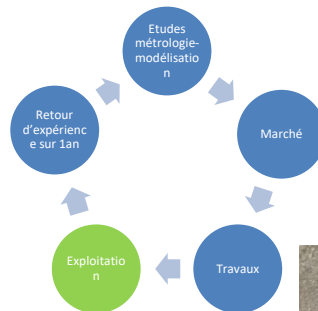 Etudes
métrologie-
modélisatio
n
Marché
Travaux
Exploitatio
n
Retour
d'expérienc
e sur 1an